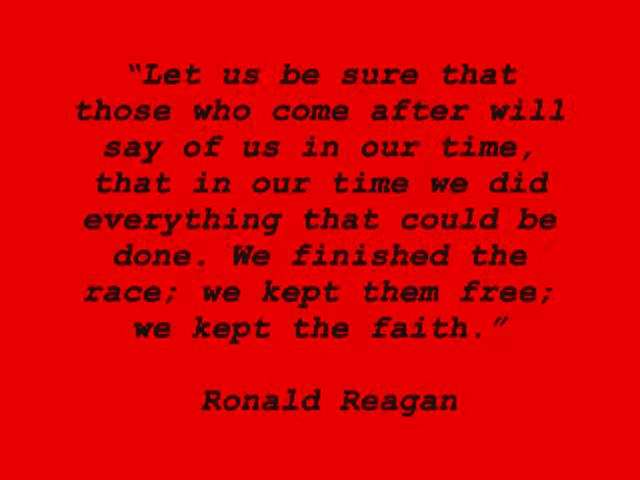 “Let us be sure that
those who come after will
say of us in our time,
that in our time we did
everything that could be
done. We finished the
race; we kept them free;
we kept the faith.”
Ronald Reagan